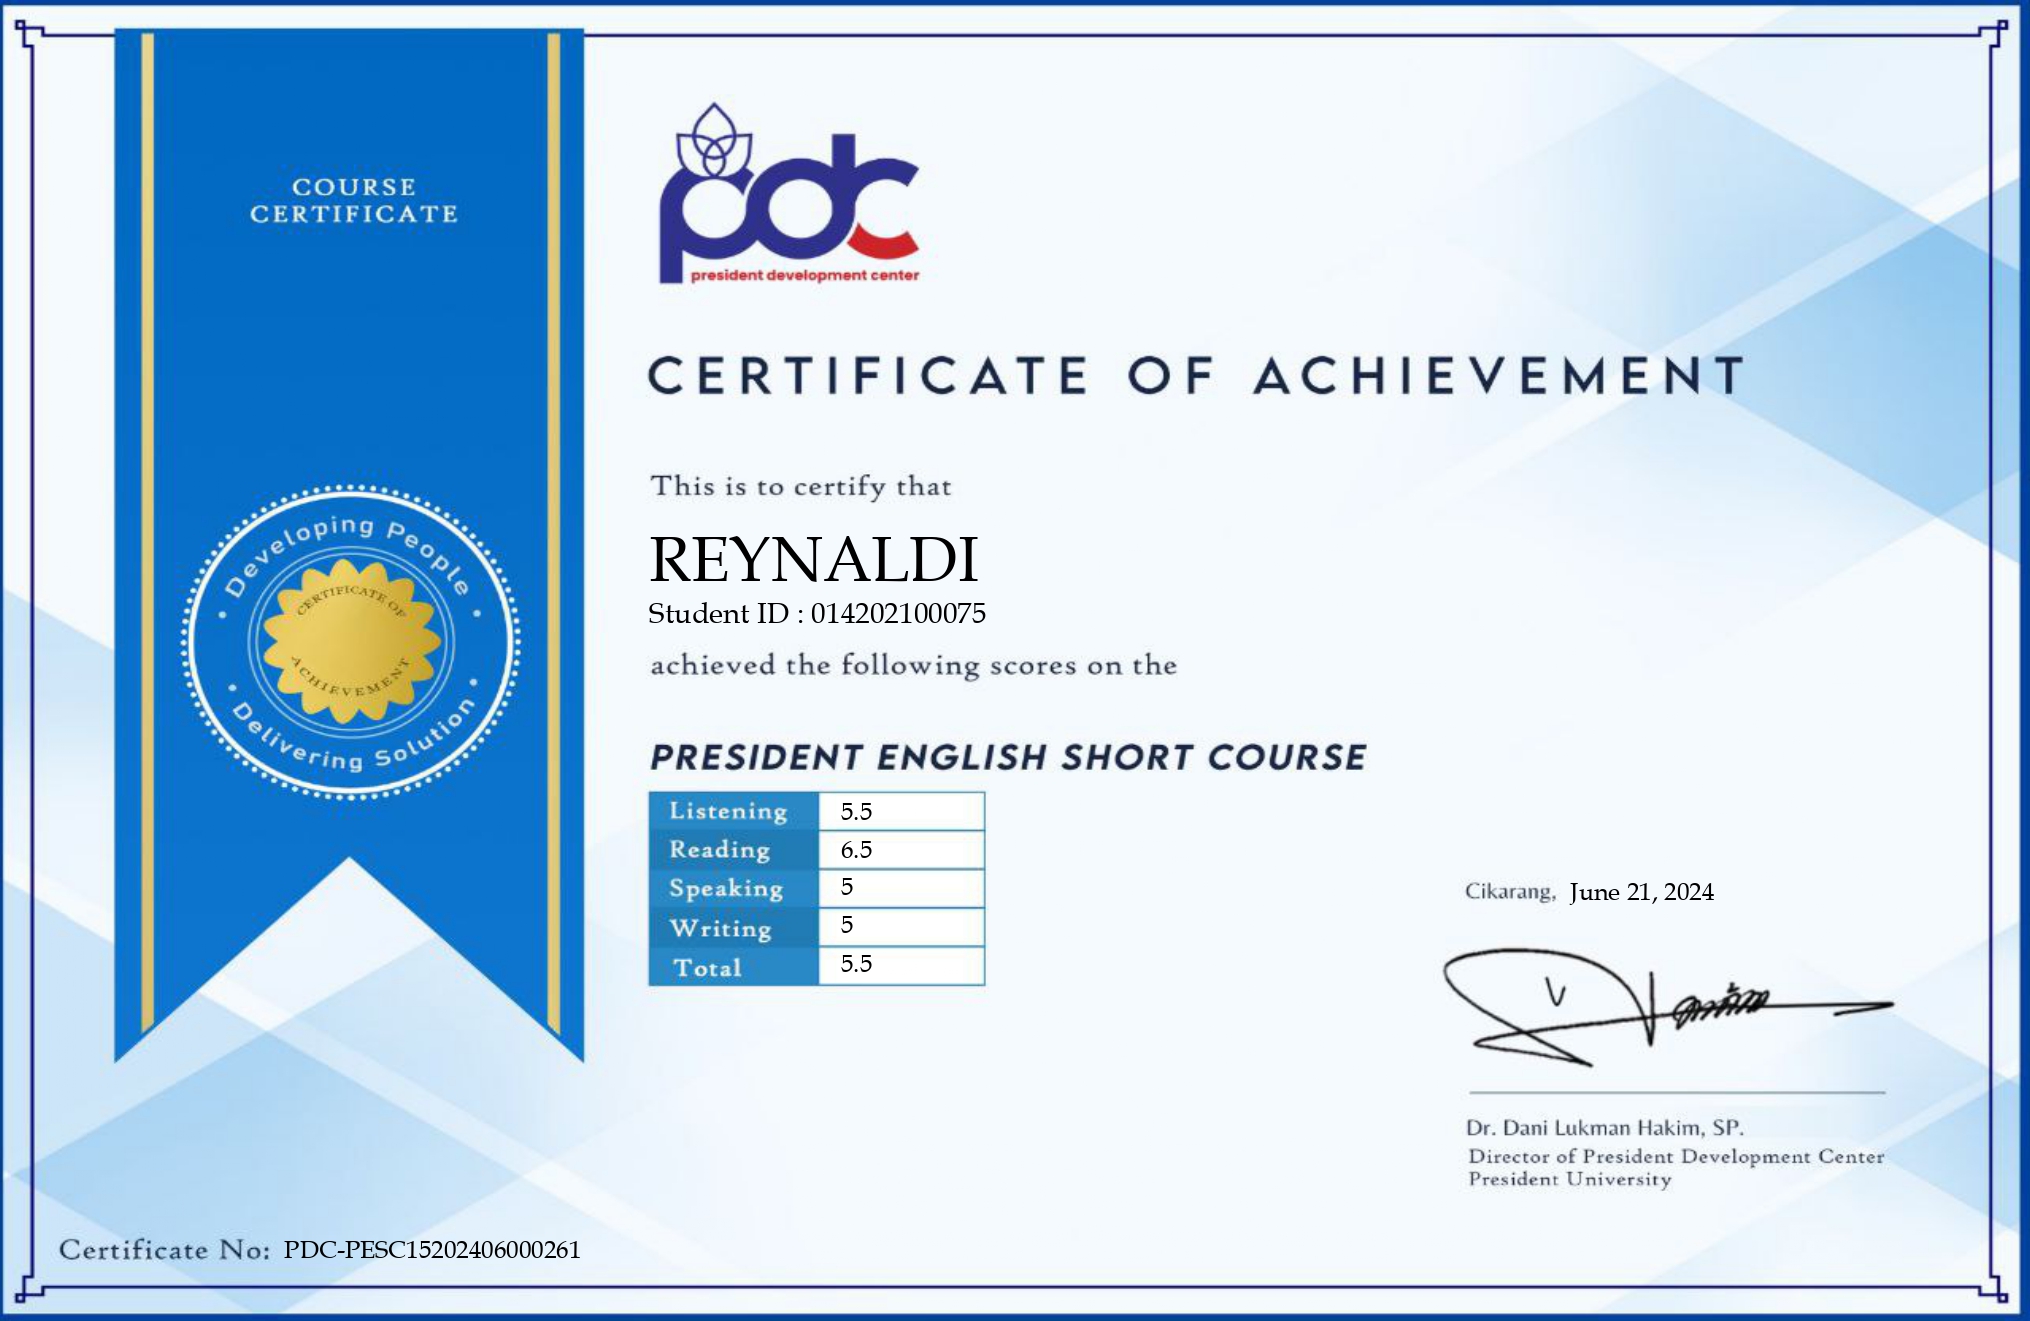 COURSE
CERTIFICATE
Developing People
CERTIFICATE OF
ACHIEVEMENT
Delivering Solution
pdc
president development center
CERTIFICATE OF ACHIEVEMENT
This is to certify that
REYNALDI
Student ID : 014202100075
achieved the following scores on the
PRESIDENT ENGLISH SHORT COURSE
Listening 5.5
Reading 6.5
Speaking 5
Writing 5
Total 5.5
Cikarang, June 21, 2024
Dr. Dani Lukman Hakim, SP.
Director of President Development Center
President University
Certificate No: PDC-PESC15202406000261